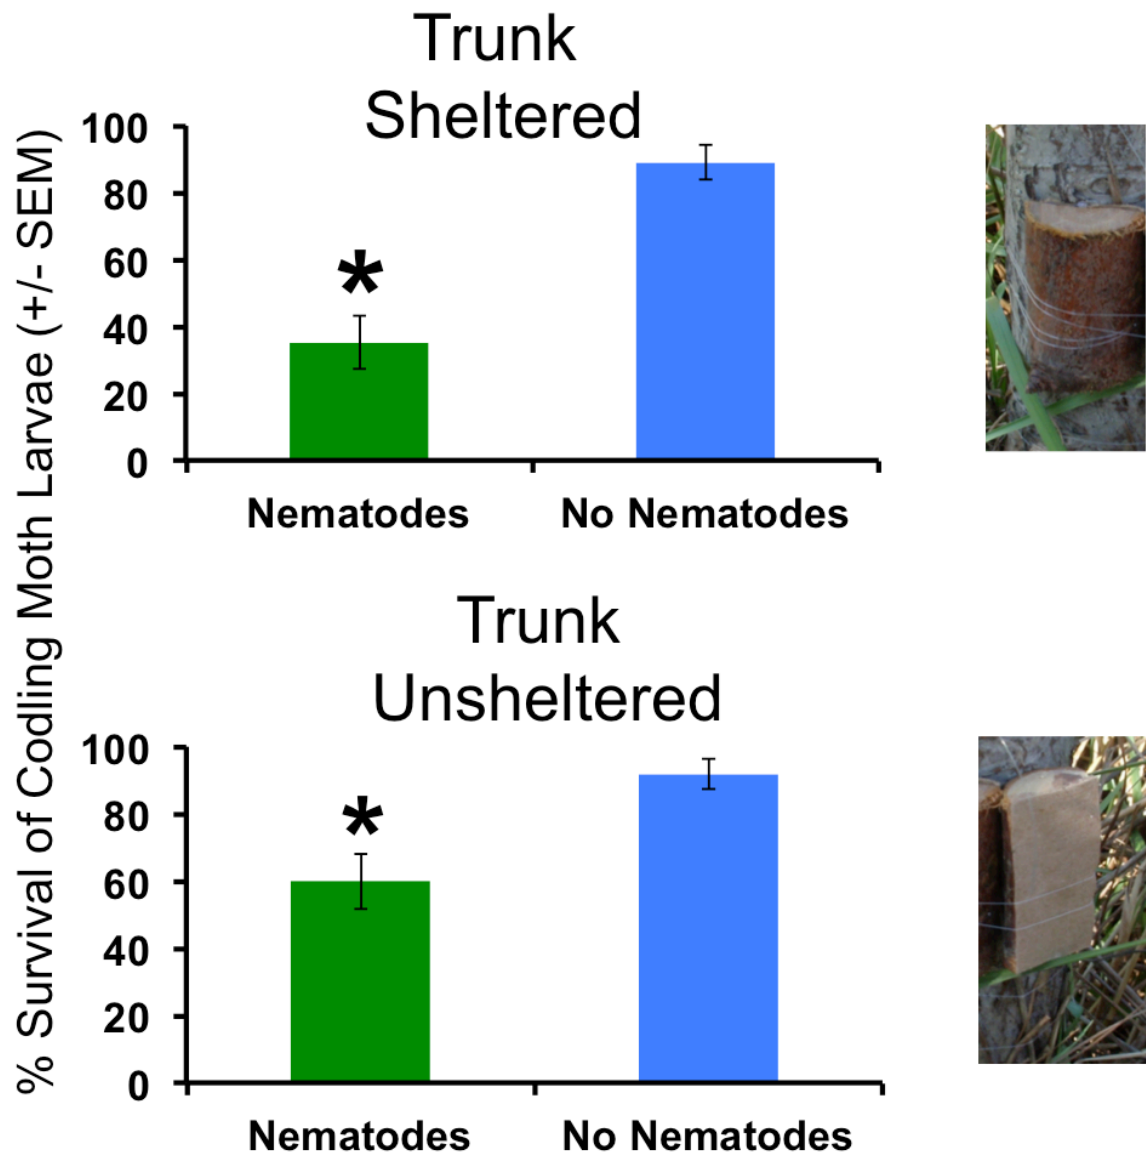 % Survival of Codling Moth Larvae (+/- SEM)
Trunk
Sheltered
100
80
60
40
20
0
*
Nematodes
No Nematodes
Trunk
Unsheltered
100
80
60
40
20
0
*
Nematodes
No Nematodes